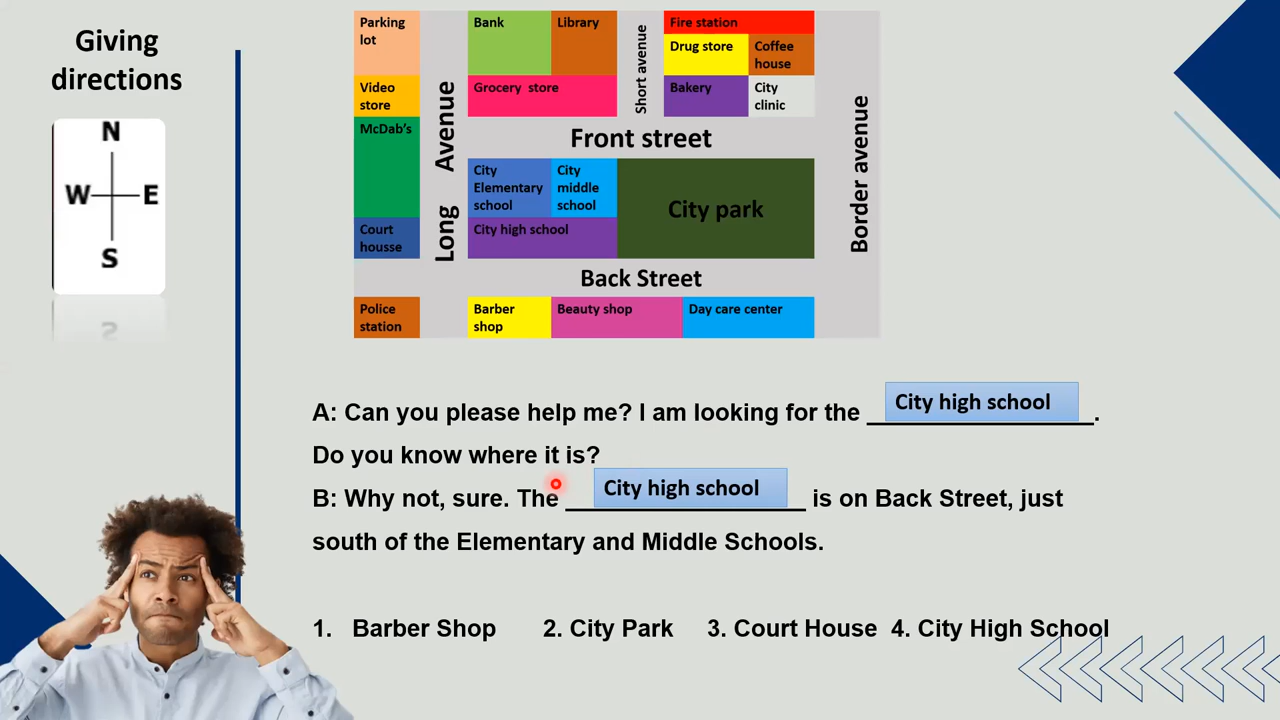 Giving
directions
N
W E
S
2
Parking
lot
Bank
Library
Fire station
Drug store
Coffee
house
Short avenue
Video
store
Grocery store
Bakery
City
clinic
Long Avenue
McDab's
Front street
Border avenue
City
Elementary
school
City
middle
school
City park
Court
housse
City high school
Back Street
Police
station
Barber
shop
Beauty shop
Day care center
A: Can you please help me? I am looking for the City high school.
Do you know where it is?
B: Why not, sure. The City high school is on Back Street, just
south of the Elementary and Middle Schools.
1. Barber Shop 2. City Park 3. Court House 4. City High School